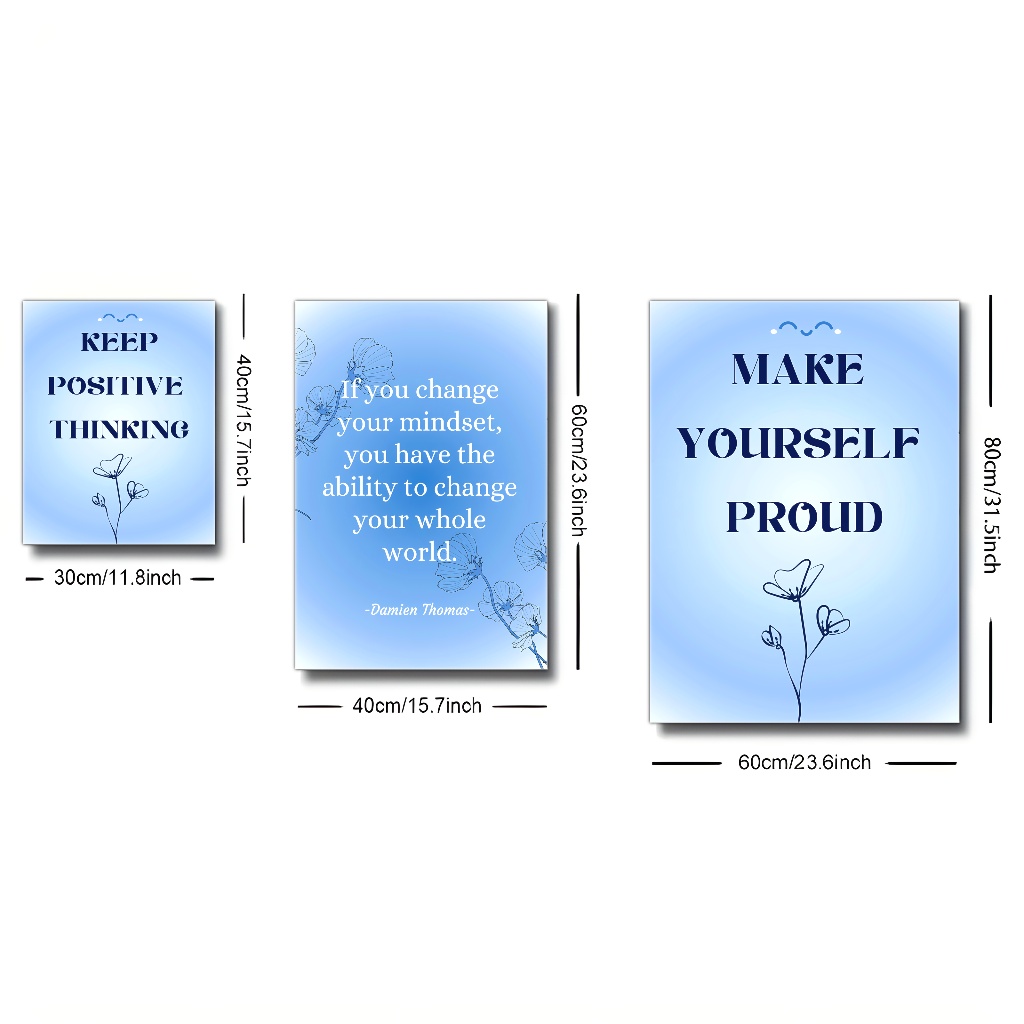 KEEP
POSITIVE
THINKING
40cm/15.7inch
30cm/11.8inch
If you change
your mindset,
you have the
ability to change
your whole
world.
-Damien Thomas-
60cm/23.6inch
40cm/15.7inch
MAKE
YOURSELF
PROUD
80cm/31.5inch
60cm/23.6inch